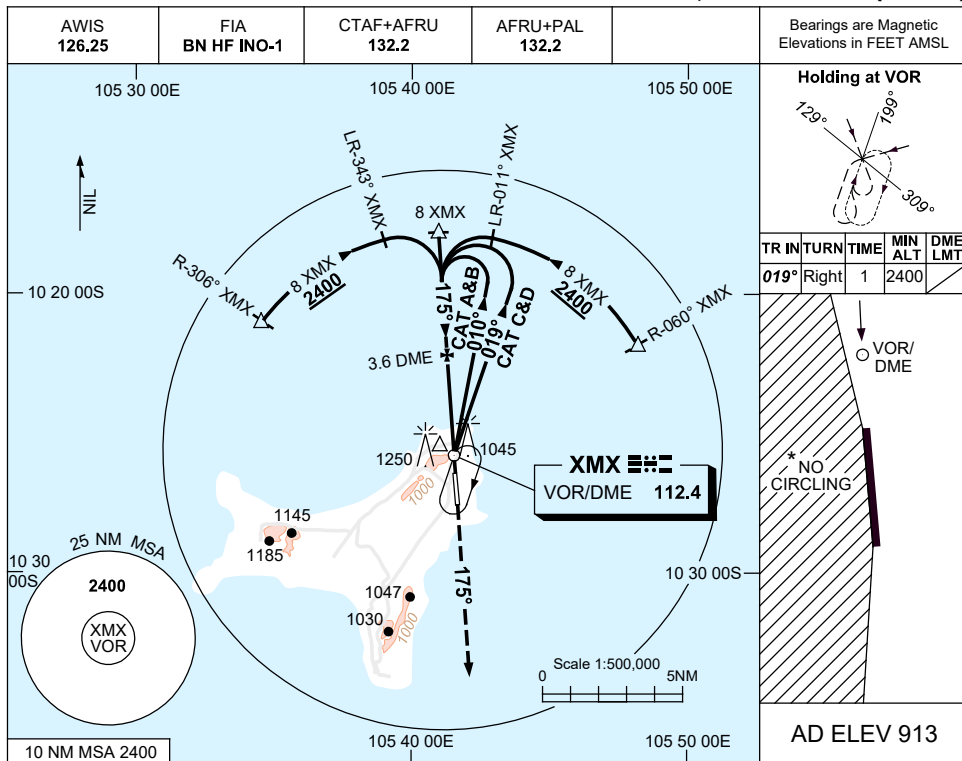 AWIS
126.25
FIA
BN HF INO-1
CTAF+AFRU
132.2
AFRU+PAL
132.2
Bearings are Magnetic
Elevations in FEET AMSL
105 30 00E
105 40 00E
105 50 00E
NIL
LR-343° XMX
8 XMX
LR-011° XMX
R-306° XMX
8 XMX
2400
8 XMX
2400
R-060° XMX
10 20 00S
175°
CAT A&B
010°
019°
CAT C&D
3.6 DME
1250
1045
1000
XMX
VOR/DME 112.4
1145
1185
1047
1030
1000
175°
25 NM MSA
2400
XMX
VOR
10 30
00S
10 30 00S
Scale 1:500,000
0
5NM
105 40 00E
105 50 00E
10 NM MSA 2400
Holding at VOR
129°
199°
309°
TR IN
TURN
TIME
MIN
ALT
DME
LMT
019°
Right
1
2400
VOR/
DME
* NO
CIRCLING
AD ELEV 913